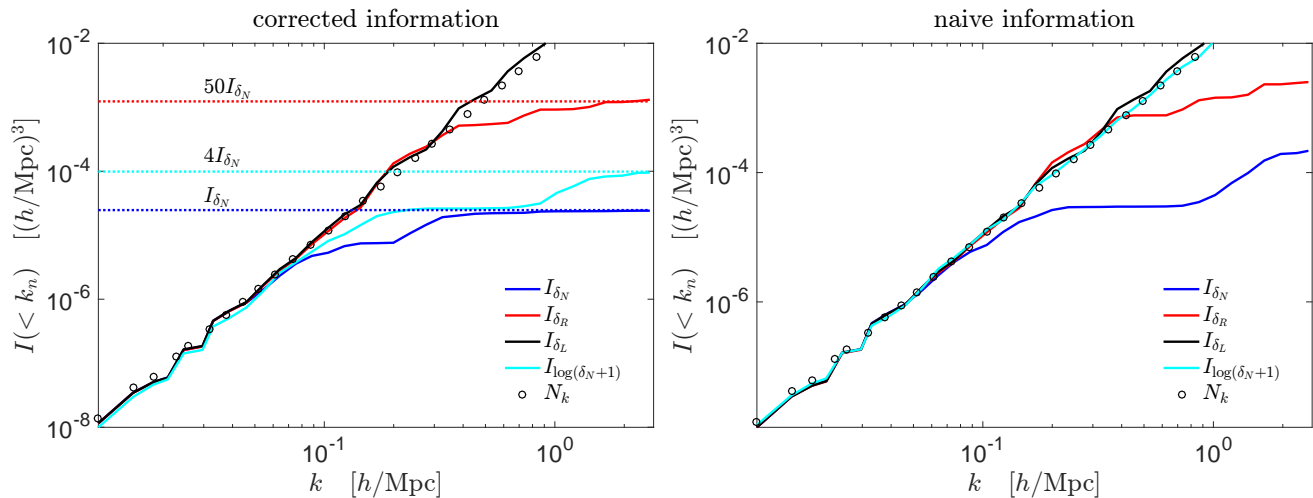 corrected information
10^{-2}
10^{-4}
10^{-6}
10^{-8}
I(< k_n) [(h/Mpc)^3]
50I_{δ_N}
4I_{δ_N}
I_{δ_N}
I_{δ_N}
I_{δ_R}
I_{δ_L}
I_{log(δ_N+1)}
N_k
10^{-1}
10^{0}
k [h/Mpc]
naive information
10^{-2}
10^{-4}
10^{-6}
I(< k_n) [(h/Mpc)^3]
I_{δ_N}
I_{δ_R}
I_{δ_L}
I_{log(δ_N+1)}
N_k
10^{-1}
10^{0}
k [h/Mpc]